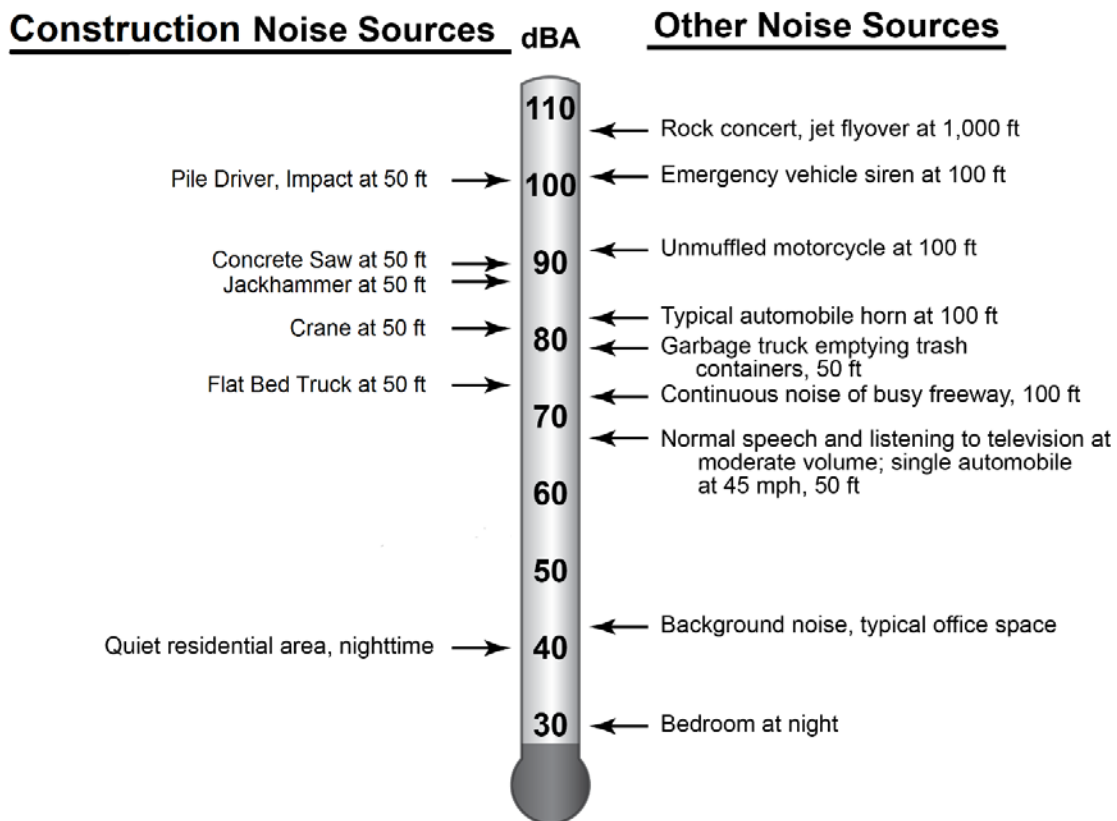 Construction Noise Sources
dBA
Other Noise Sources
110
Rock concert, jet flyover at 1,000 ft
Pile Driver, Impact at 50 ft
100
Emergency vehicle siren at 100 ft
Unmuffled motorcycle at 100 ft
Concrete Saw at 50 ft
90
Jackhammer at 50 ft
Typical automobile horn at 100 ft
Crane at 50 ft
80
Garbage truck emptying trash
containers, 50 ft
Flat Bed Truck at 50 ft
Continuous noise of busy freeway, 100 ft
70
Normal speech and listening to television at
moderate volume; single automobile
at 45 mph, 50 ft
60
50
Background noise, typical office space
Quiet residential area, nighttime
40
30
Bedroom at night